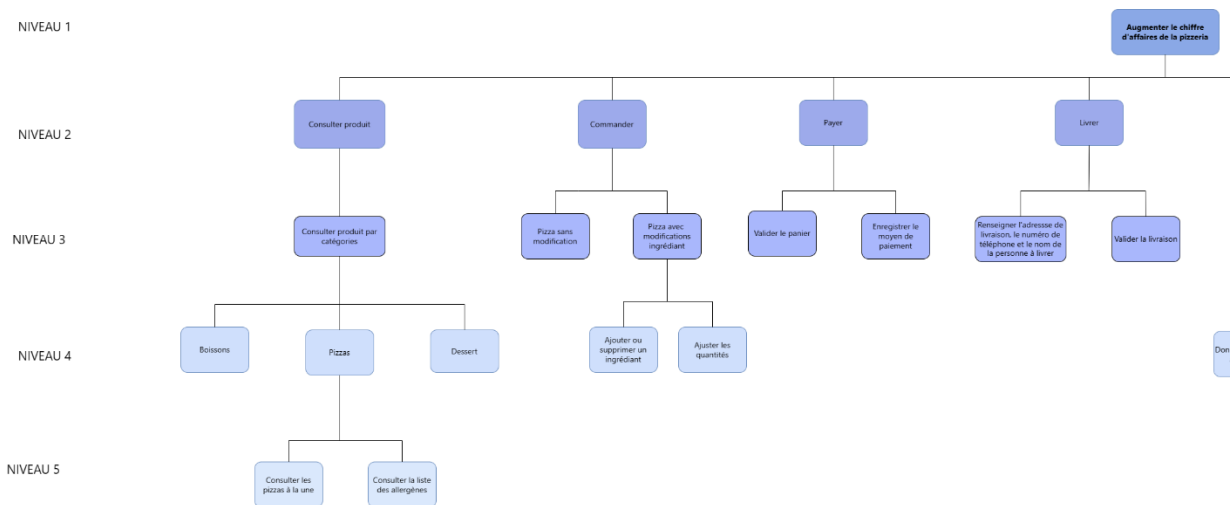 NIVEAU 1
Augmenter le chiffre
d'affaires de la pizzeria
NIVEAU 2
Consulter produit
Commander
Payer
Livrer
NIVEAU 3
Consulter produit par
catégories
Pizza sans
modification
Pizza avec
modifications
ingrédiant
Valider le panier
Enregistrer le
moyen de
paiement
Renseigner l'adressse de
livraison, le numéro de
téléphone et le nom de
la personne à livrer
Valider la livraison
NIVEAU 4
Boissons
Pizzas
Dessert
Ajouter ou
supprimer un
ingrédiant
Ajuster les
quantités
NIVEAU 5
Consulter les
pizzas à la une
Consulter la liste
des allergènes